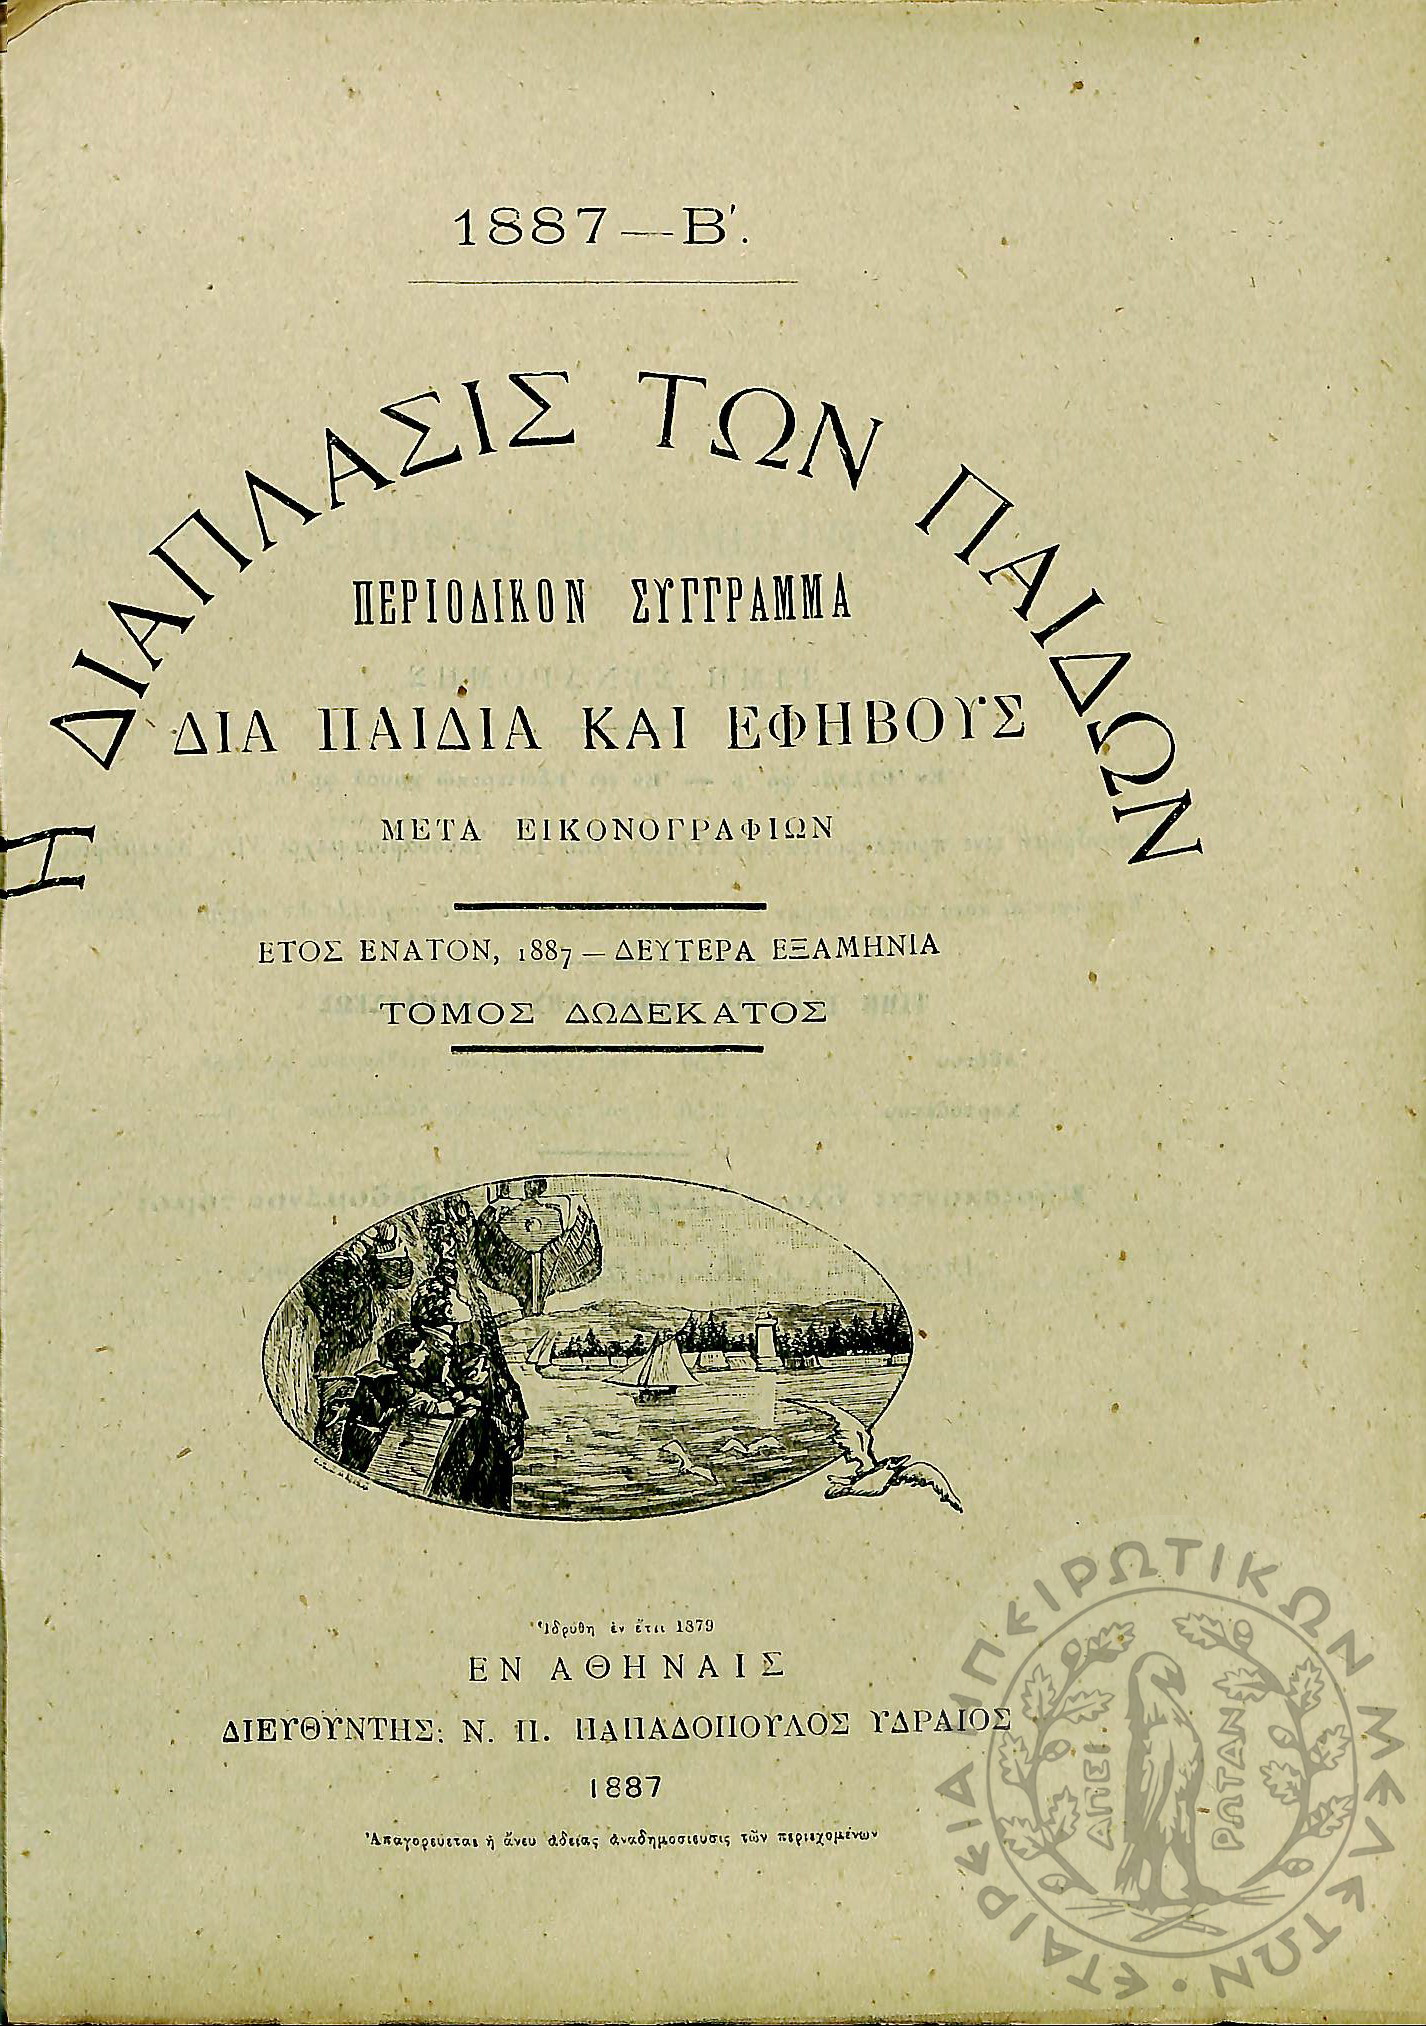 1887—Β΄.
Η ΔΙΑΠΛΑΣΙΣ ΤΩΝ ΠΑΙΔΩΝ
ΠΕΡΙΟΔΙΚΟΝ ΣΥΓΓΡΑΜΜΑ
ΔΙΑ ΠΑΙΔΙΑ ΚΑΙ ΕΦΗΒΟΥΣ
ΜΕΤΑ ΕΙΚΟΝΟΓΡΑΦΙΩΝ
ΕΤΟΣ ΕΝΑΤΟΝ, 1887 — ΔΕΥΤΕΡΑ ΕΞΑΜΗΝΙΑ
ΤΟΜΟΣ ΔΩΔΕΚΑΤΟΣ
Ἱδρύθη ἐν ἔτει 1879
ΕΝ ΑΘΗΝΑΙΣ
ΔΙΕΥΘΥΝΤΗΣ: Ν. Π. ΠΑΠΑΔΟΠΟΥΛΟΣ ΥΔΡΑΙΟΣ
1887
Ἀπαγορεύεται ἡ ἄνευ ἀδείας ἀναδημοσίευσις τῶν περιεχομένων
ΕΤΑΙΡΕΙΑ ΗΠΕΙΡΩΤΙΚΩΝ ΜΕΛΕΤΩΝ ·
ΑΠΕΙ ΡΩΤΑΝ